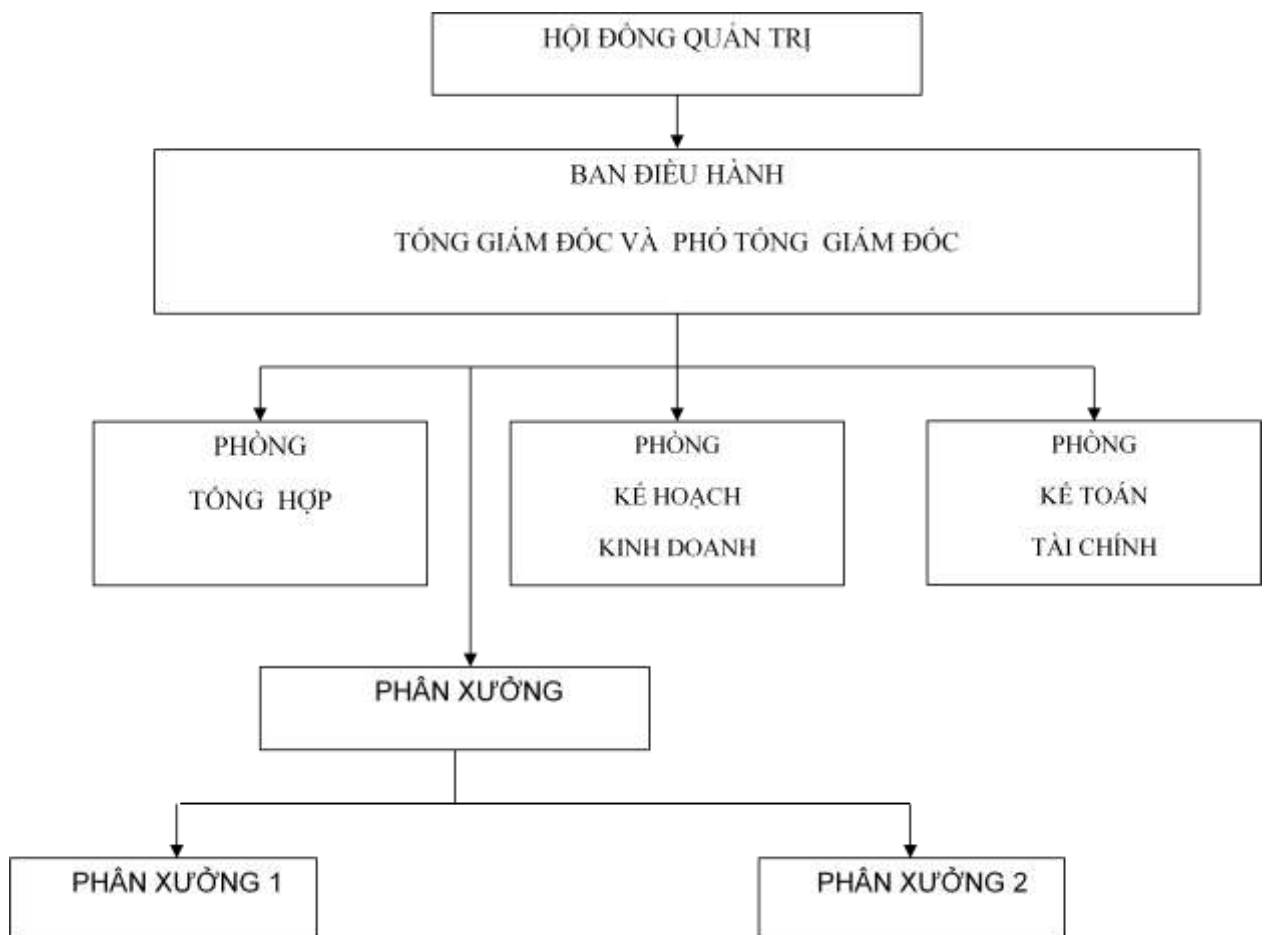 HỘI ĐỒNG QUẢN TRỊ
BAN ĐIỀU HÀNH
TỔNG GIÁM ĐỐC VÀ PHÓ TỔNG GIÁM ĐỐC
PHÒNG
TỔNG HỢP
PHÒNG
KẾ HOẠCH
KINH DOANH
PHÒNG
KẾ TOÁN
TÀI CHÍNH
PHÂN XƯỞNG
PHÂN XƯỞNG 1
PHÂN XƯỞNG 2